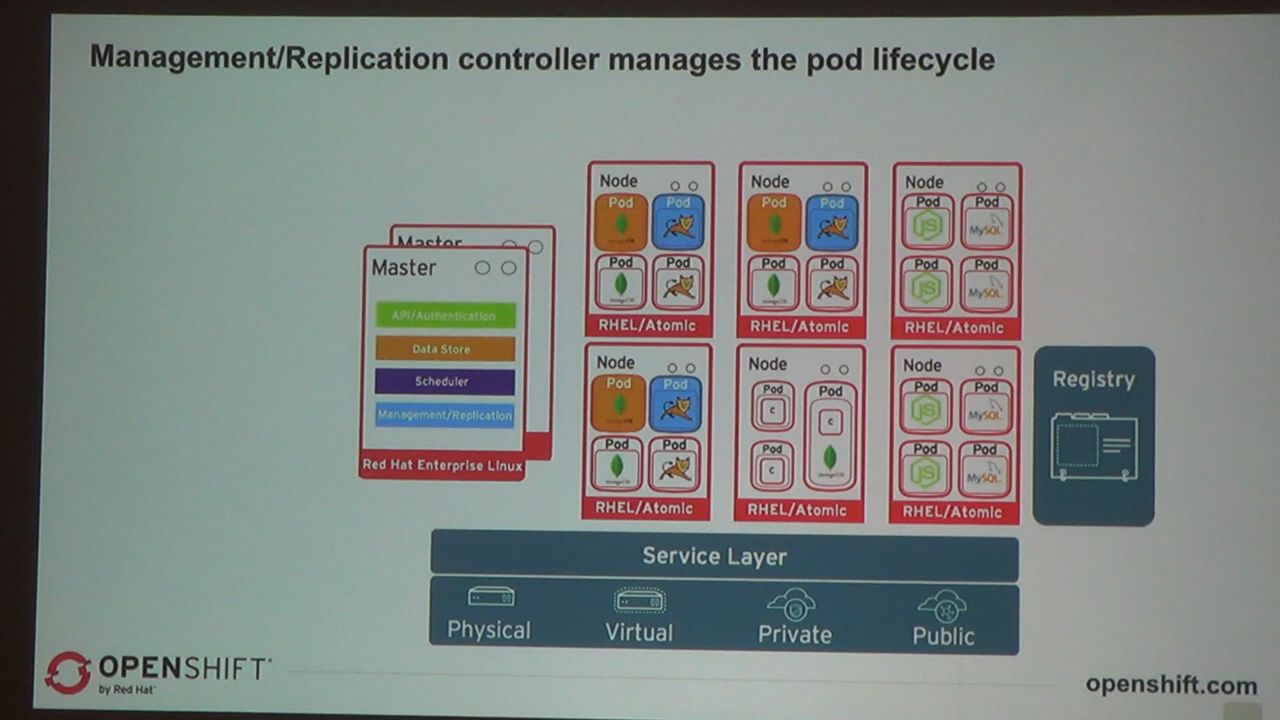 Management/Replication controller manages the pod lifecycle
Master
Master
API/Authentication
Data Store
Scheduler
Management/Replication
Red Hat Enterprise Linux
Node
Pod
Pod
Pod
Pod
RHEL/Atomic
Node
Pod
Pod
Pod
Pod
RHEL/Atomic
Node
Pod
Pod
JS
MySQL
Pod
Pod
JS
MySQL
RHEL/Atomic
Node
Pod
Pod
Pod
Pod
RHEL/Atomic
Node
Pod
Pod
C
C
Pod
C
RHEL/Atomic
Node
Pod
Pod
JS
MySQL
Pod
Pod
JS
MySQL
RHEL/Atomic
Registry
Service Layer
Physical
Virtual
Private
Public
OPENSHIFT
by Red Hat
openshift.com